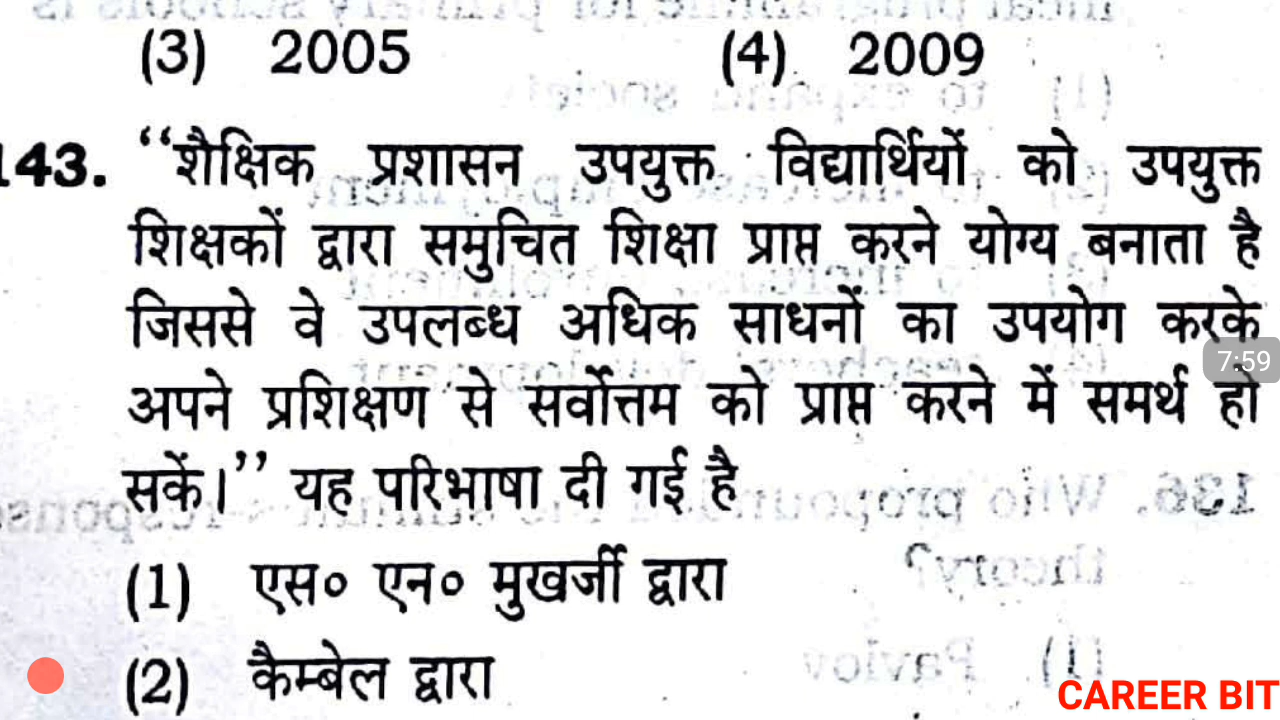 (3) 2005 (4) 2009
143. “शैक्षिक प्रशासन उपयुक्त विद्यार्थियों को उपयुक्त
शिक्षकों द्वारा समुचित शिक्षा प्राप्त करने योग्य बनाता है
जिससे वे उपलब्ध अधिक साधनों का उपयोग करके
7:59
अपने प्रशिक्षण से सर्वोत्तम को प्राप्त करने में समर्थ हो
सकें।” यह परिभाषा दी गई है
(1) एस० एन० मुखर्जी द्वारा
(2) कैम्बेल द्वारा
CAREER BIT